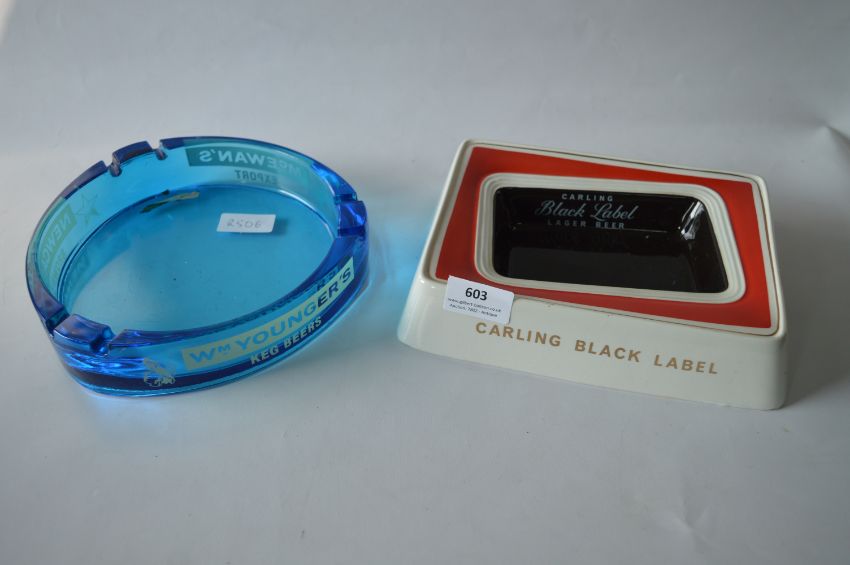 McEWAN'S
EXPORT
2506
Wᴹ YOUNGER'S
KEG BEERS
CARLING
Black Label
LAGER BEER
603
CARLING BLACK LABEL